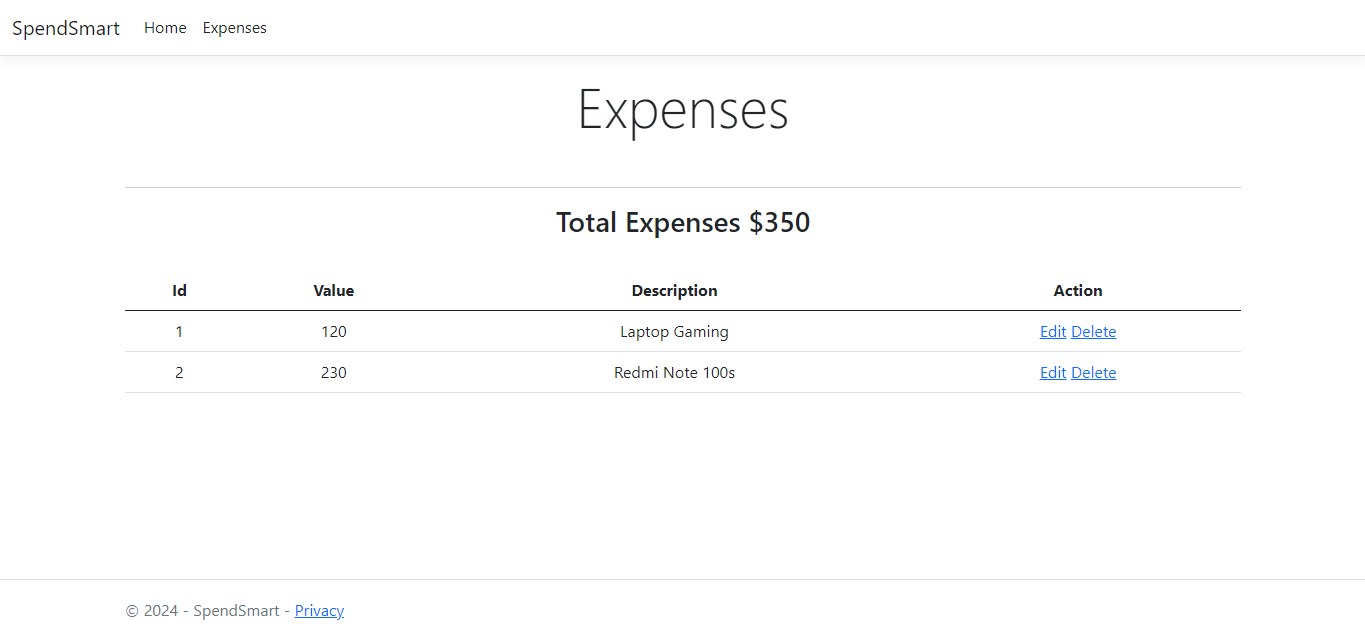 SpendSmart Home Expenses
Expenses
Total Expenses $350
Id Value Description Action
1 120 Laptop Gaming Edit Delete
2 230 Redmi Note 100s Edit Delete
© 2024 - SpendSmart - Privacy